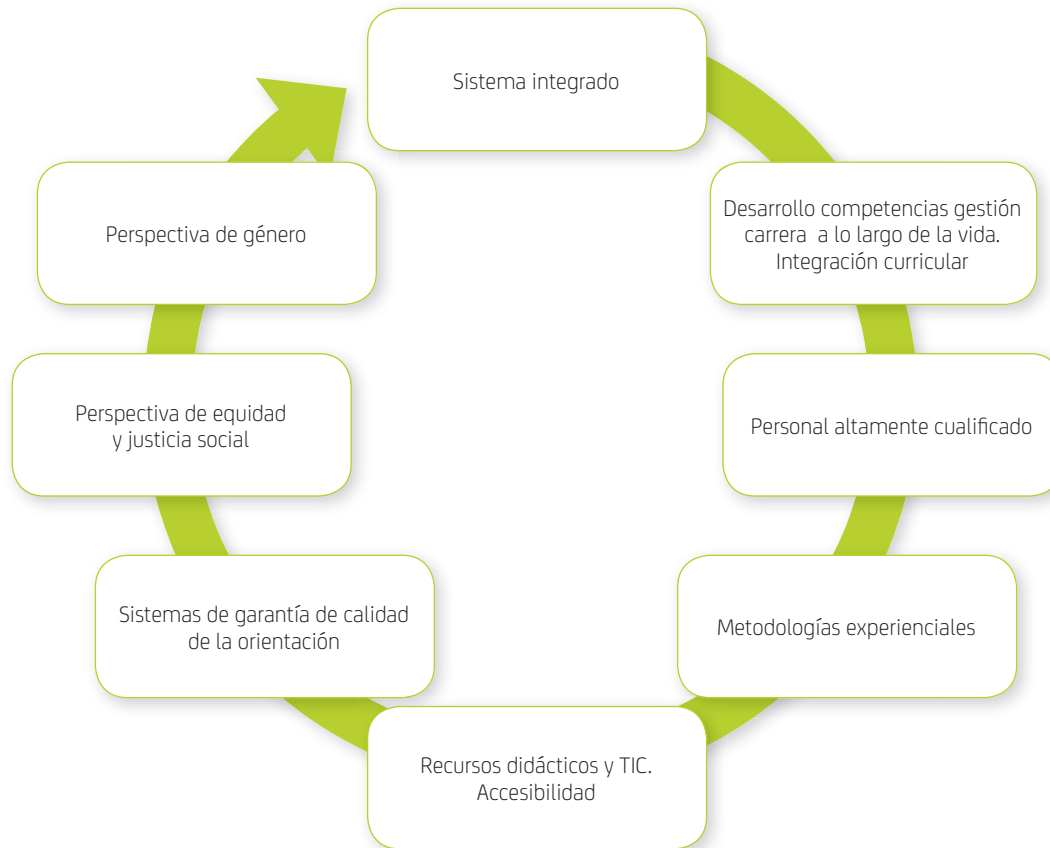 Sistema integrado
Desarrollo competencias gestión
carrera a lo largo de la vida.
Integración curricular
Personal altamente cualificado
Metodologías experienciales
Recursos didácticos y TIC.
Accesibilidad
Sistemas de garantía de calidad
de la orientación
Perspectiva de equidad
y justicia social
Perspectiva de género